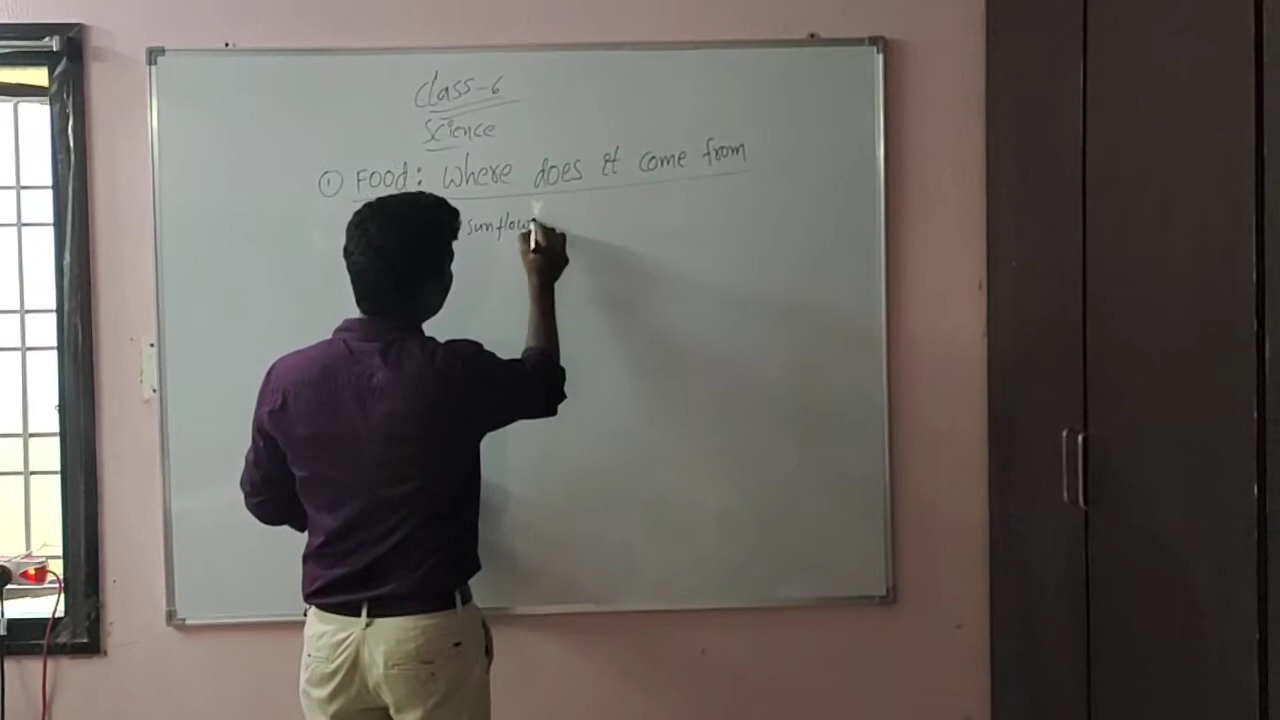 Class-6
Science
① Food: Where does it come from
sunflow